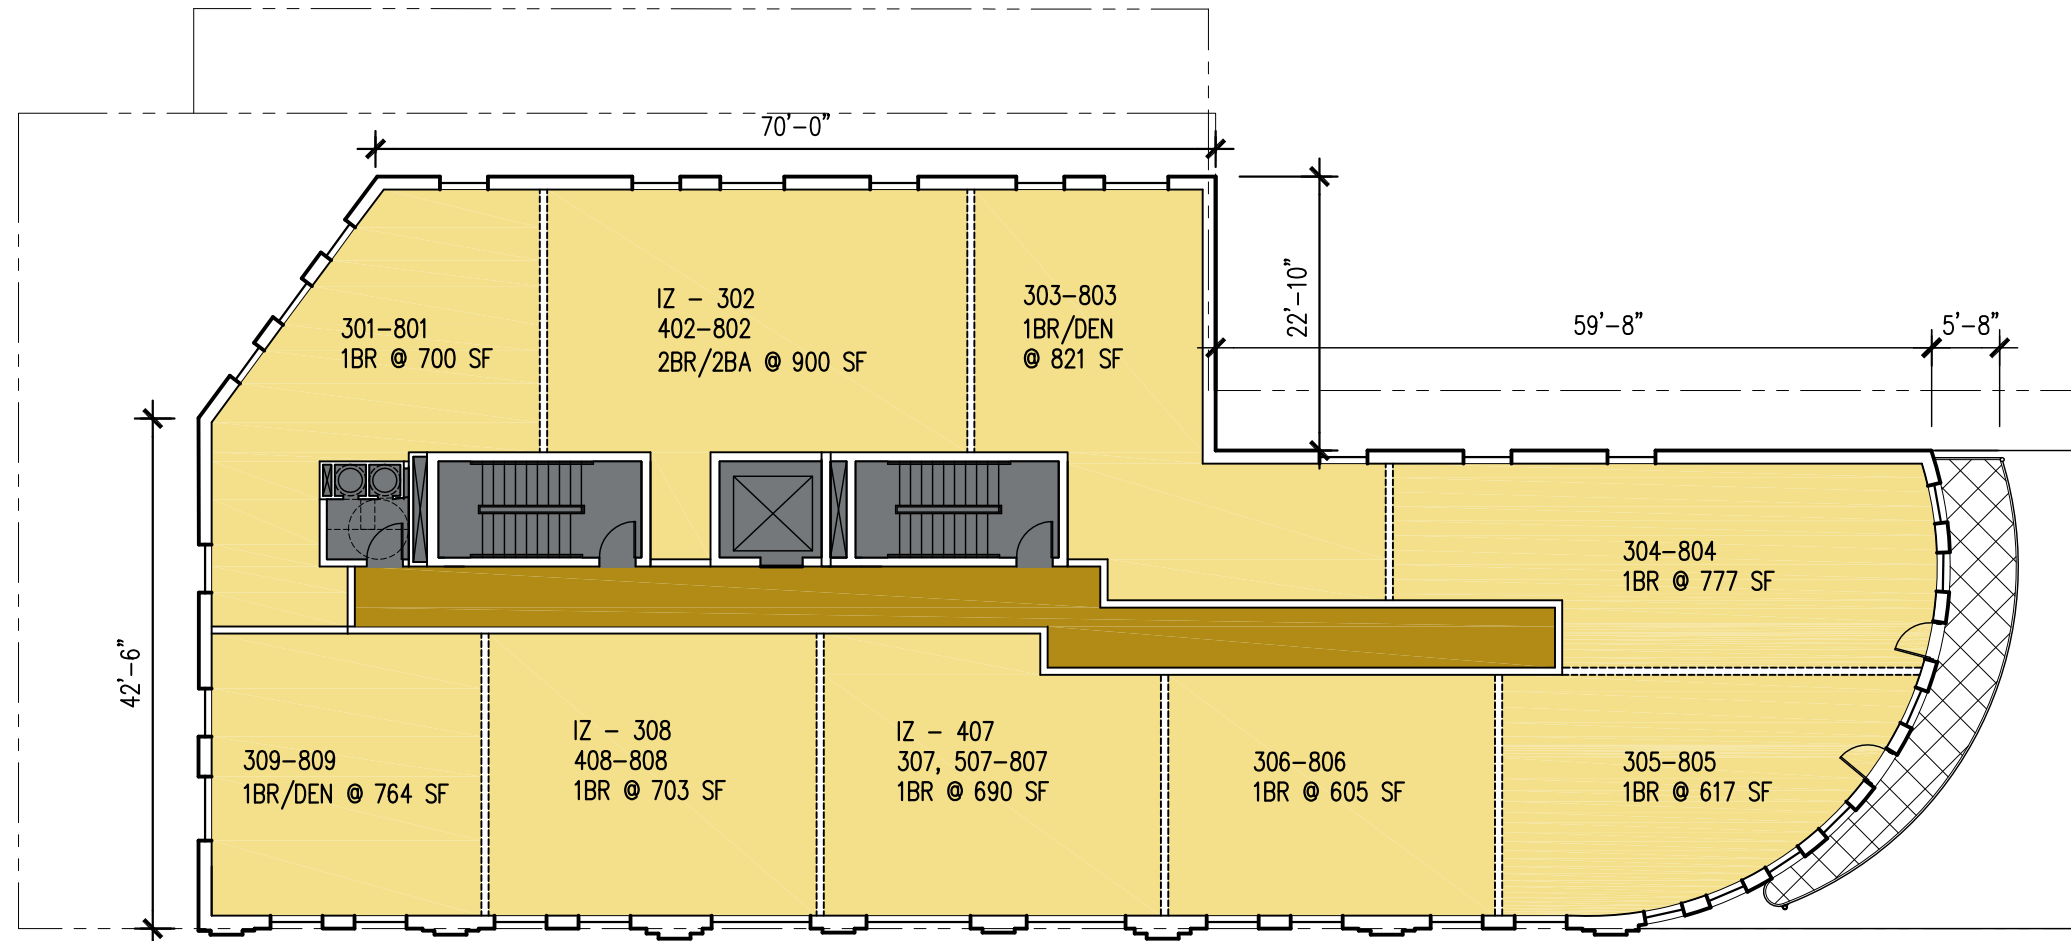 70'-0"
22'-10"
59'-8"
5'-8"
42'-6"
301-801
1BR @ 700 SF
IZ - 302
402-802
2BR/2BA @ 900 SF
303-803
1BR/DEN
@ 821 SF
304-804
1BR @ 777 SF
309-809
1BR/DEN @ 764 SF
IZ - 308
408-808
1BR @ 703 SF
IZ - 407
307, 507-807
1BR @ 690 SF
306-806
1BR @ 605 SF
305-805
1BR @ 617 SF